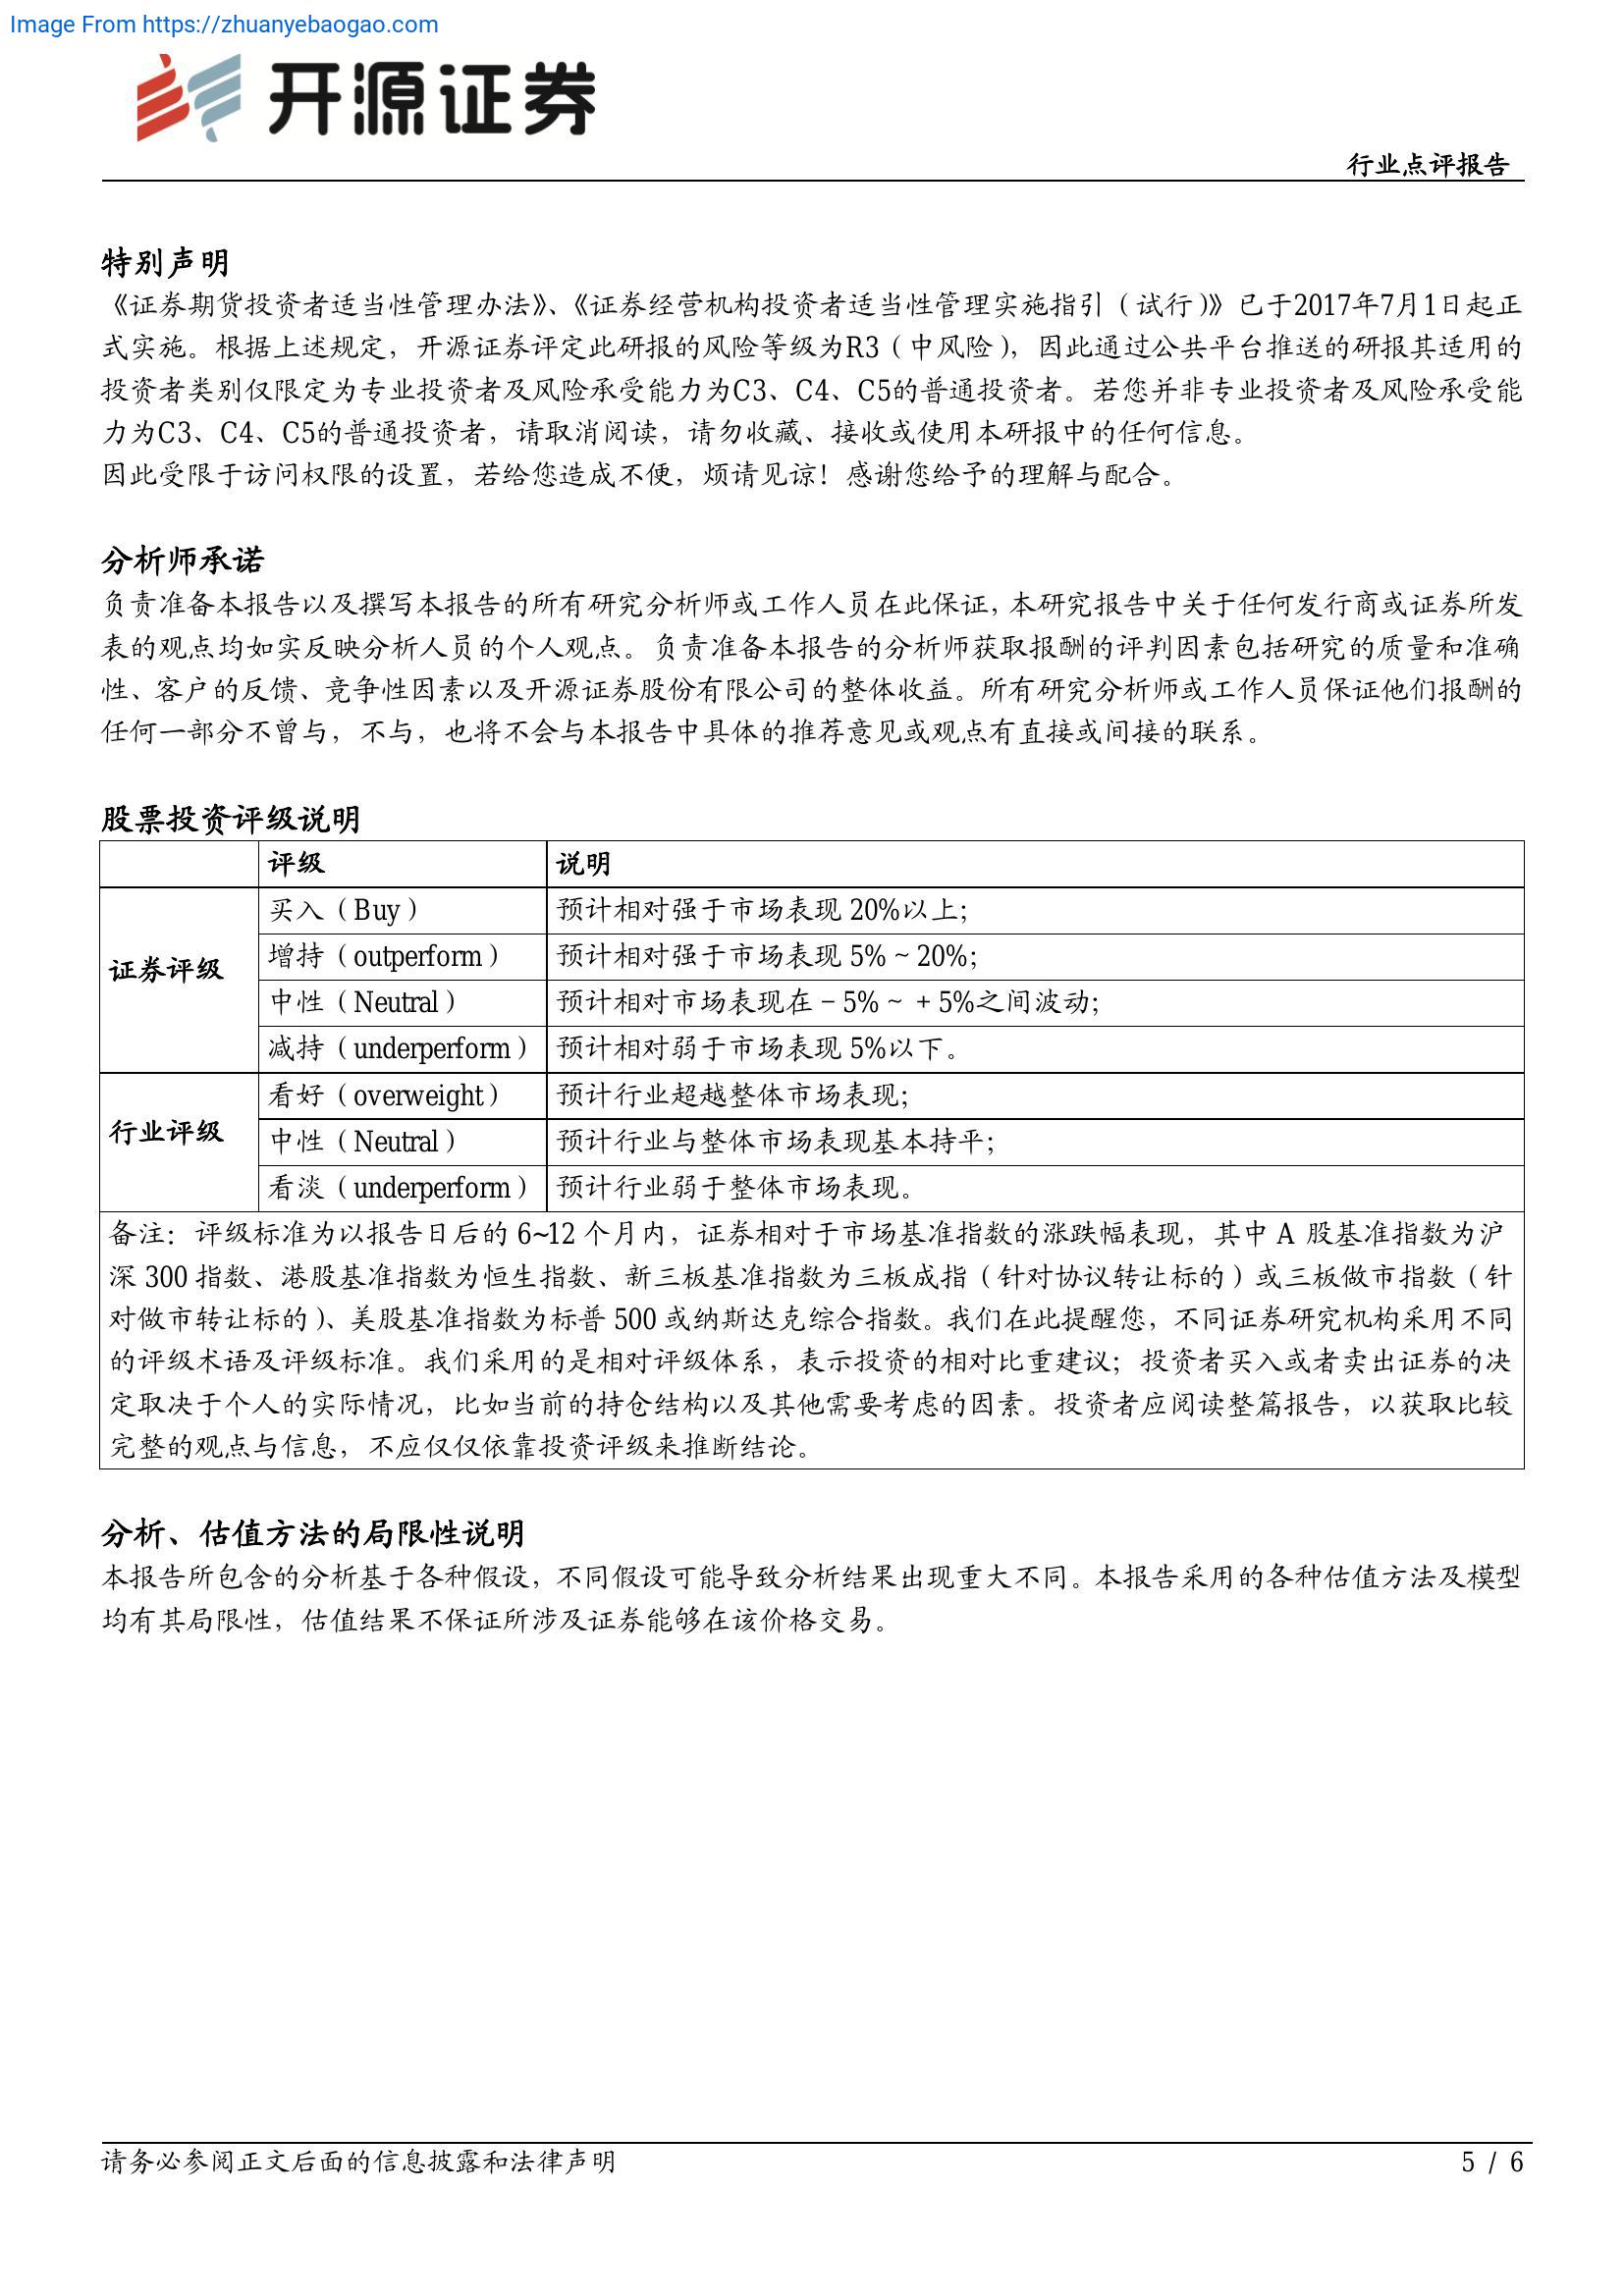 Image From https://zhuanyebaogao.com
开源证券
行业点评报告
特别声明
《证券期货投资者适当性管理办法》、《证券经营机构投资者适当性管理实施指引（试行）》已于2017年7月1日起正
式实施。根据上述规定，开源证券评定此研报的风险等级为R3（中风险），因此通过公共平台推送的研报其适用的
投资者类别仅限定为专业投资者及风险承受能力为C3、C4、C5的普通投资者。若您并非专业投资者及风险承受能
力为C3、C4、C5的普通投资者，请取消阅读，请勿收藏、接收或使用本研报中的任何信息。
因此受限于访问权限的设置，若给您造成不便，烦请见谅！感谢您给予的理解与配合。
分析师承诺
负责准备本报告以及撰写本报告的所有研究分析师或工作人员在此保证，本研究报告中关于任何发行商或证券所发
表的观点均如实反映分析人员的个人观点。负责准备本报告的分析师获取报酬的评判因素包括研究的质量和准确
性、客户的反馈、竞争性因素以及开源证券股份有限公司的整体收益。所有研究分析师或工作人员保证他们报酬的
任何一部分不曾与，不与，也将不会与本报告中具体的推荐意见或观点有直接或间接的联系。
股票投资评级说明
评级 说明
证券评级
买入（Buy） 预计相对强于市场表现 20%以上；
增持（outperform） 预计相对强于市场表现 5%～20%；
中性（Neutral） 预计相对市场表现在－5%～＋5%之间波动；
减持（underperform） 预计相对弱于市场表现 5%以下。
行业评级
看好（overweight） 预计行业超越整体市场表现；
中性（Neutral） 预计行业与整体市场表现基本持平；
看淡（underperform） 预计行业弱于整体市场表现。
备注：评级标准为以报告日后的 6~12 个月内，证券相对于市场基准指数的涨跌幅表现，其中 A 股基准指数为沪
深 300 指数、港股基准指数为恒生指数、新三板基准指数为三板成指（针对协议转让标的）或三板做市指数（针
对做市转让标的）、美股基准指数为标普 500 或纳斯达克综合指数。我们在此提醒您，不同证券研究机构采用不同
的评级术语及评级标准。我们采用的是相对评级体系，表示投资的相对比重建议；投资者买入或者卖出证券的决
定取决于个人的实际情况，比如当前的持仓结构以及其他需要考虑的因素。投资者应阅读整篇报告，以获取比较
完整的观点与信息，不应仅仅依靠投资评级来推断结论。
分析、估值方法的局限性说明
本报告所包含的分析基于各种假设，不同假设可能导致分析结果出现重大不同。本报告采用的各种估值方法及模型
均有其局限性，估值结果不保证所涉及证券能够在该价格交易。
请务必参阅正文后面的信息披露和法律声明 5 / 6